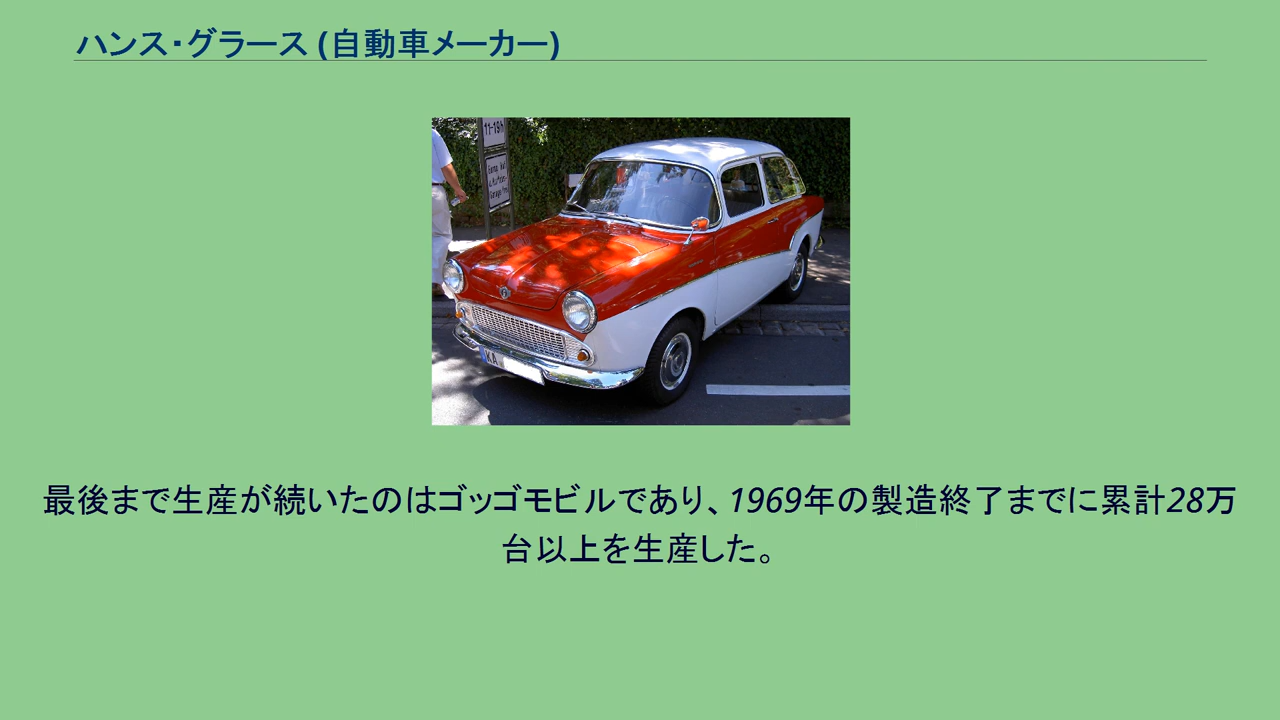 ハンス・グラース (自動車メーカー)
11-19h
KA
最後まで生産が続いたのはゴッゴモビルであり、1969年の製造終了までに累計28万
台以上を生産した。